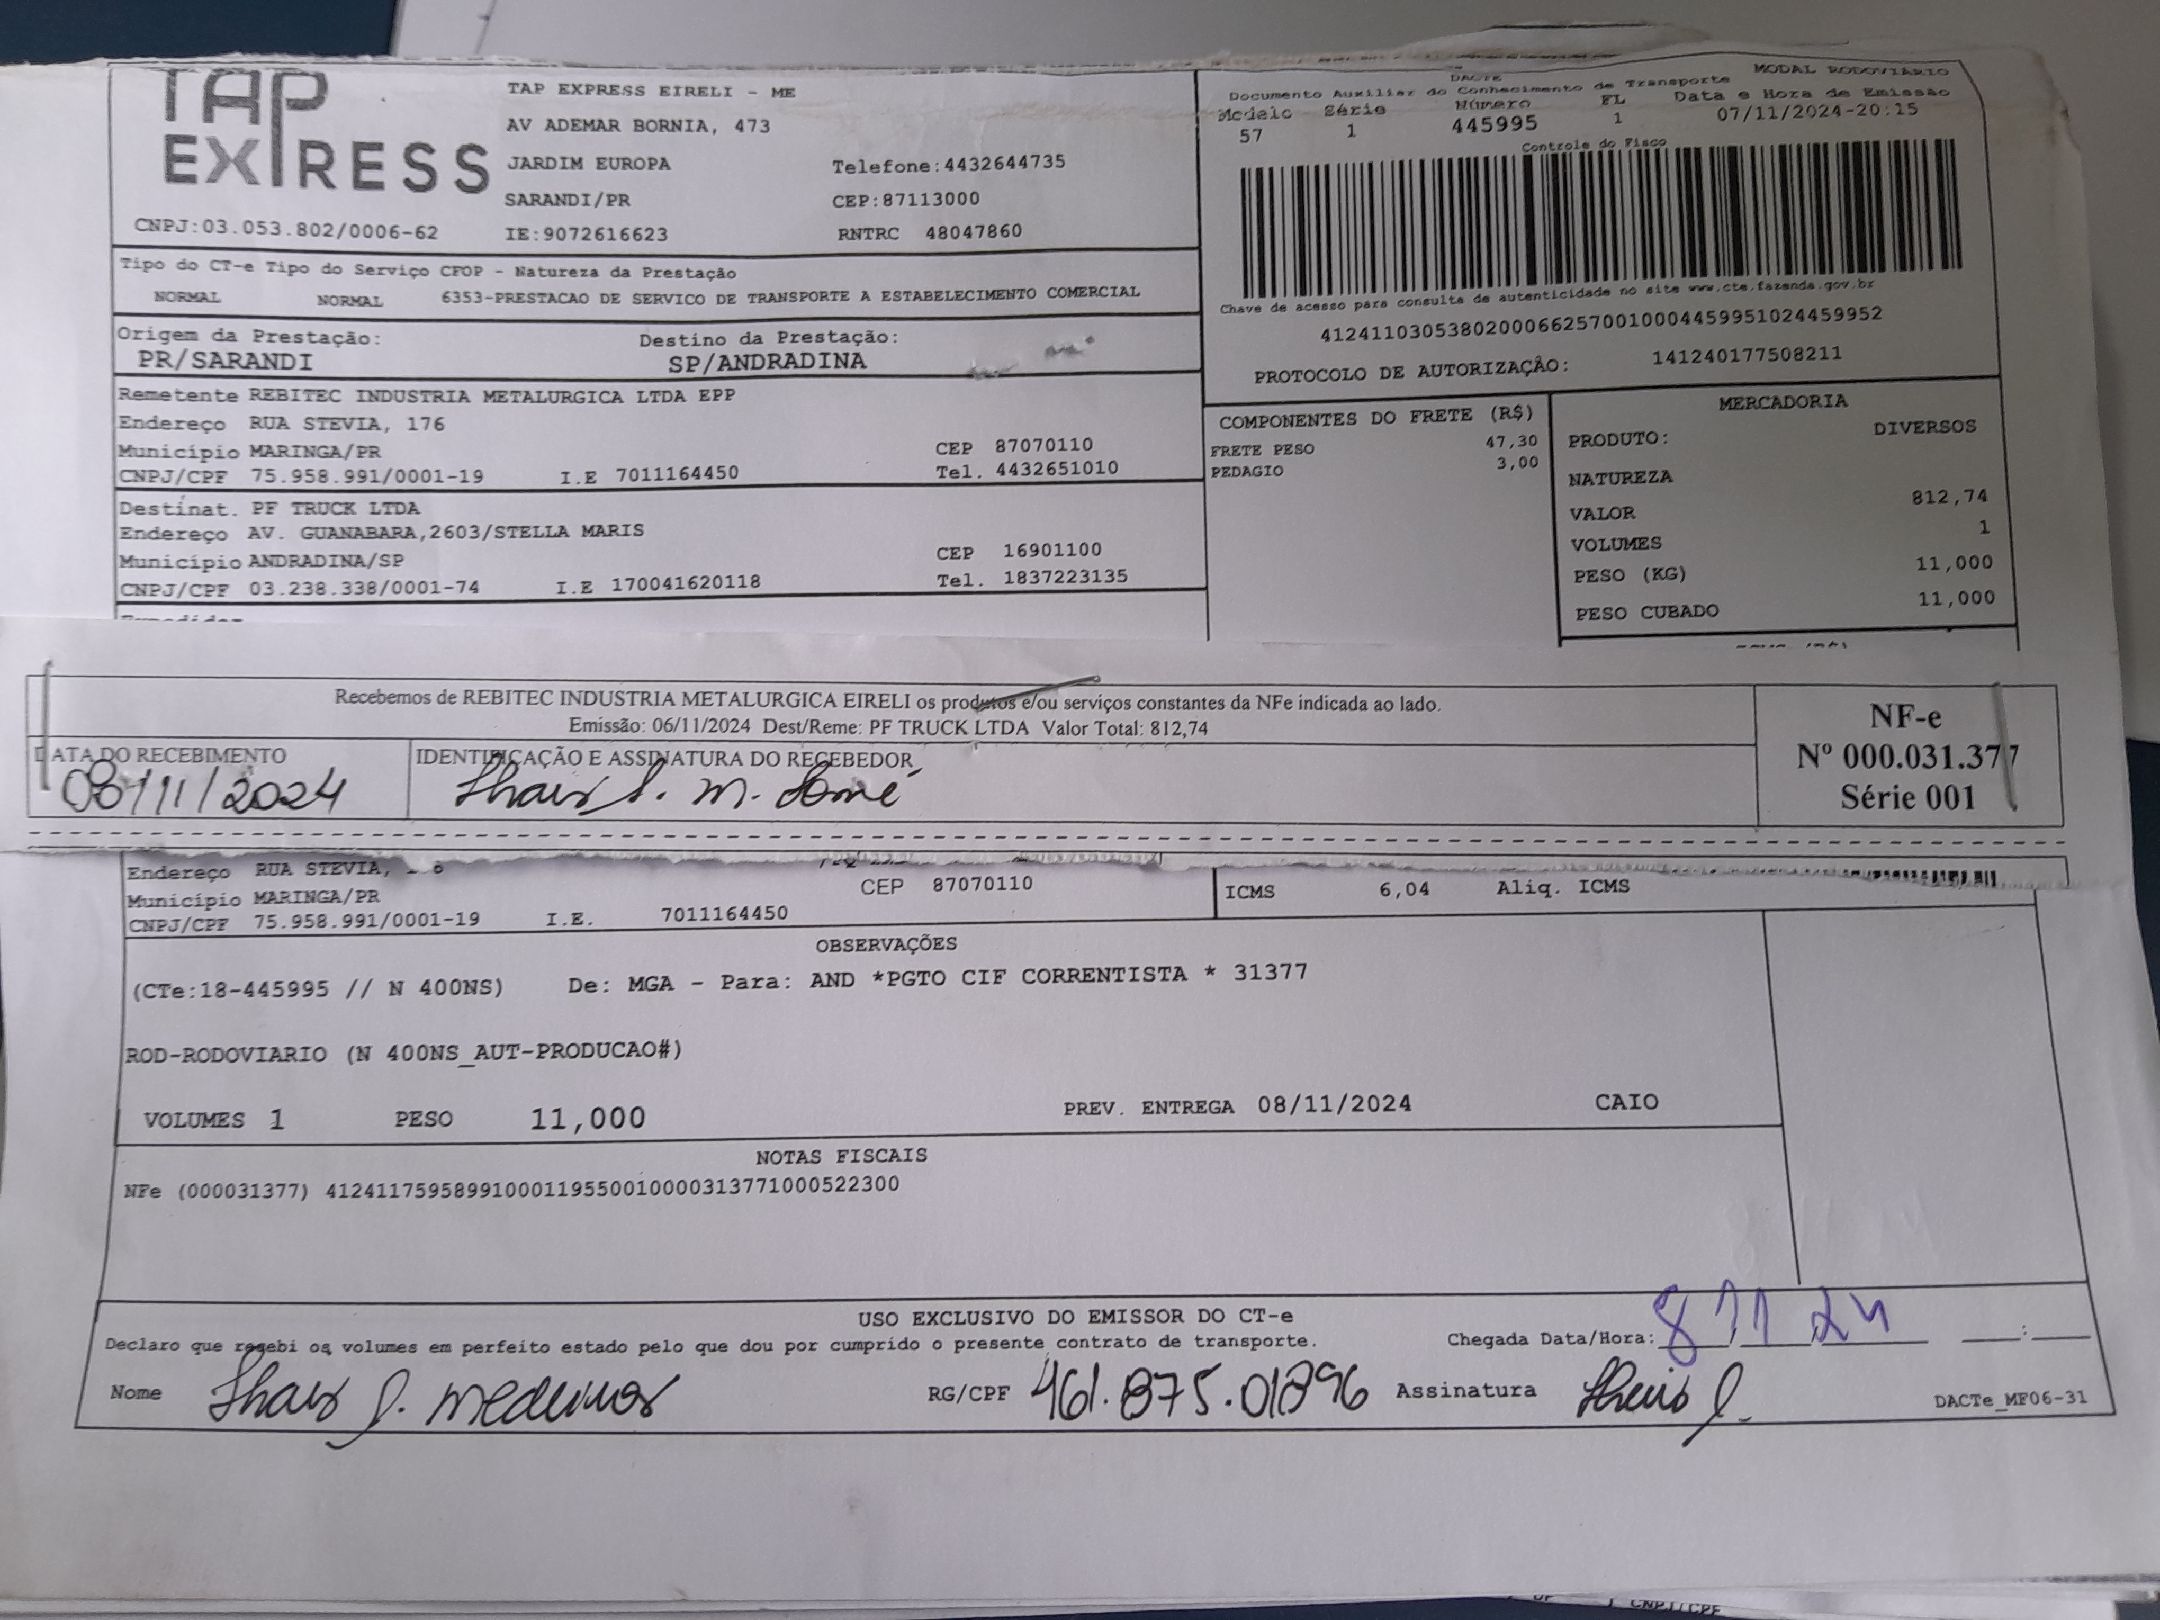 TAP EXPRESS
TAP EXPRESS EIRELI - ME
AV ADEMAR BORNIA, 473
JARDIM EUROPA Telefone:4432644735
SARANDI/PR CEP:87113000
CNPJ:03.053.802/0006-62 IE:9072616623 RNTRC 48047860
DACTE MODAL RODOVIÁRIO
Documento Auxiliar do Conhecimento de Transporte
Modelo Série Número FL Data e Hora de Emissão
57 1 445995 1 07/11/2024-20:15
Controle do Fisco
Chave de acesso para consulta de autenticidade no site www.cte.fazenda.gov.br
41241103053802000662570010004459951024459952
PROTOCOLO DE AUTORIZAÇÃO: 141240177508211
Tipo do CT-e Tipo do Serviço CFOP - Natureza da Prestação
NORMAL NORMAL 6353-PRESTACAO DE SERVICO DE TRANSPORTE A ESTABELECIMENTO COMERCIAL
Origem da Prestação: Destino da Prestação:
PR/SARANDI SP/ANDRADINA
Remetente REBITEC INDUSTRIA METALURGICA LTDA EPP
Endereço RUA STEVIA, 176
Município MARINGA/PR CEP 87070110
CNPJ/CPF 75.958.991/0001-19 I.E 7011164450 Tel. 4432651010
Destinat. PF TRUCK LTDA
Endereço AV. GUANABARA,2603/STELLA MARIS
Município ANDRADINA/SP CEP 16901100
CNPJ/CPF 03.238.338/0001-74 I.E 170041620118 Tel. 1837223135
COMPONENTES DO FRETE (R$)
FRETE PESO 47,30
PEDAGIO 3,00
MERCADORIA
PRODUTO: DIVERSOS
NATUREZA
VALOR 812,74
VOLUMES 1
PESO (KG) 11,000
PESO CUBADO 11,000
Recebemos de REBITEC INDUSTRIA METALURGICA EIRELI os produtos e/ou serviços constantes da NFe indicada ao lado.
Emissão: 06/11/2024 Dest/Reme: PF TRUCK LTDA Valor Total: 812,74
DATA DO RECEBIMENTO IDENTIFICAÇÃO E ASSINATURA DO RECEBEDOR
08/11/2024 Thais S. M. Somé
NF-e
Nº 000.031.377
Série 001
Endereço RUA STEVIA,
Município MARINGA/PR CEP 87070110
CNPJ/CPF 75.958.991/0001-19 I.E. 7011164450
ICMS 6,04 Aliq. ICMS
OBSERVAÇÕES
(CTe:18-445995 // N 400NS) De: MGA - Para: AND *PGTO CIF CORRENTISTA * 31377
ROD-RODOVIARIO (N 400NS_AUT-PRODUCAO#)
VOLUMES 1 PESO 11,000 PREV. ENTREGA 08/11/2024 CAIO
NOTAS FISCAIS
NFe (000031377) 41241175958991000119550010000313771000522300
USO EXCLUSIVO DO EMISSOR DO CT-e
Declaro que recebi os volumes em perfeito estado pelo que dou por cumprido o presente contrato de transporte. Chegada Data/Hora: 8/11/24 __:__
Nome Thais S. Medeiros RG/CPF 461.875.01896 Assinatura Thais S. DACTe_MF06-31
CNPJ/CPF